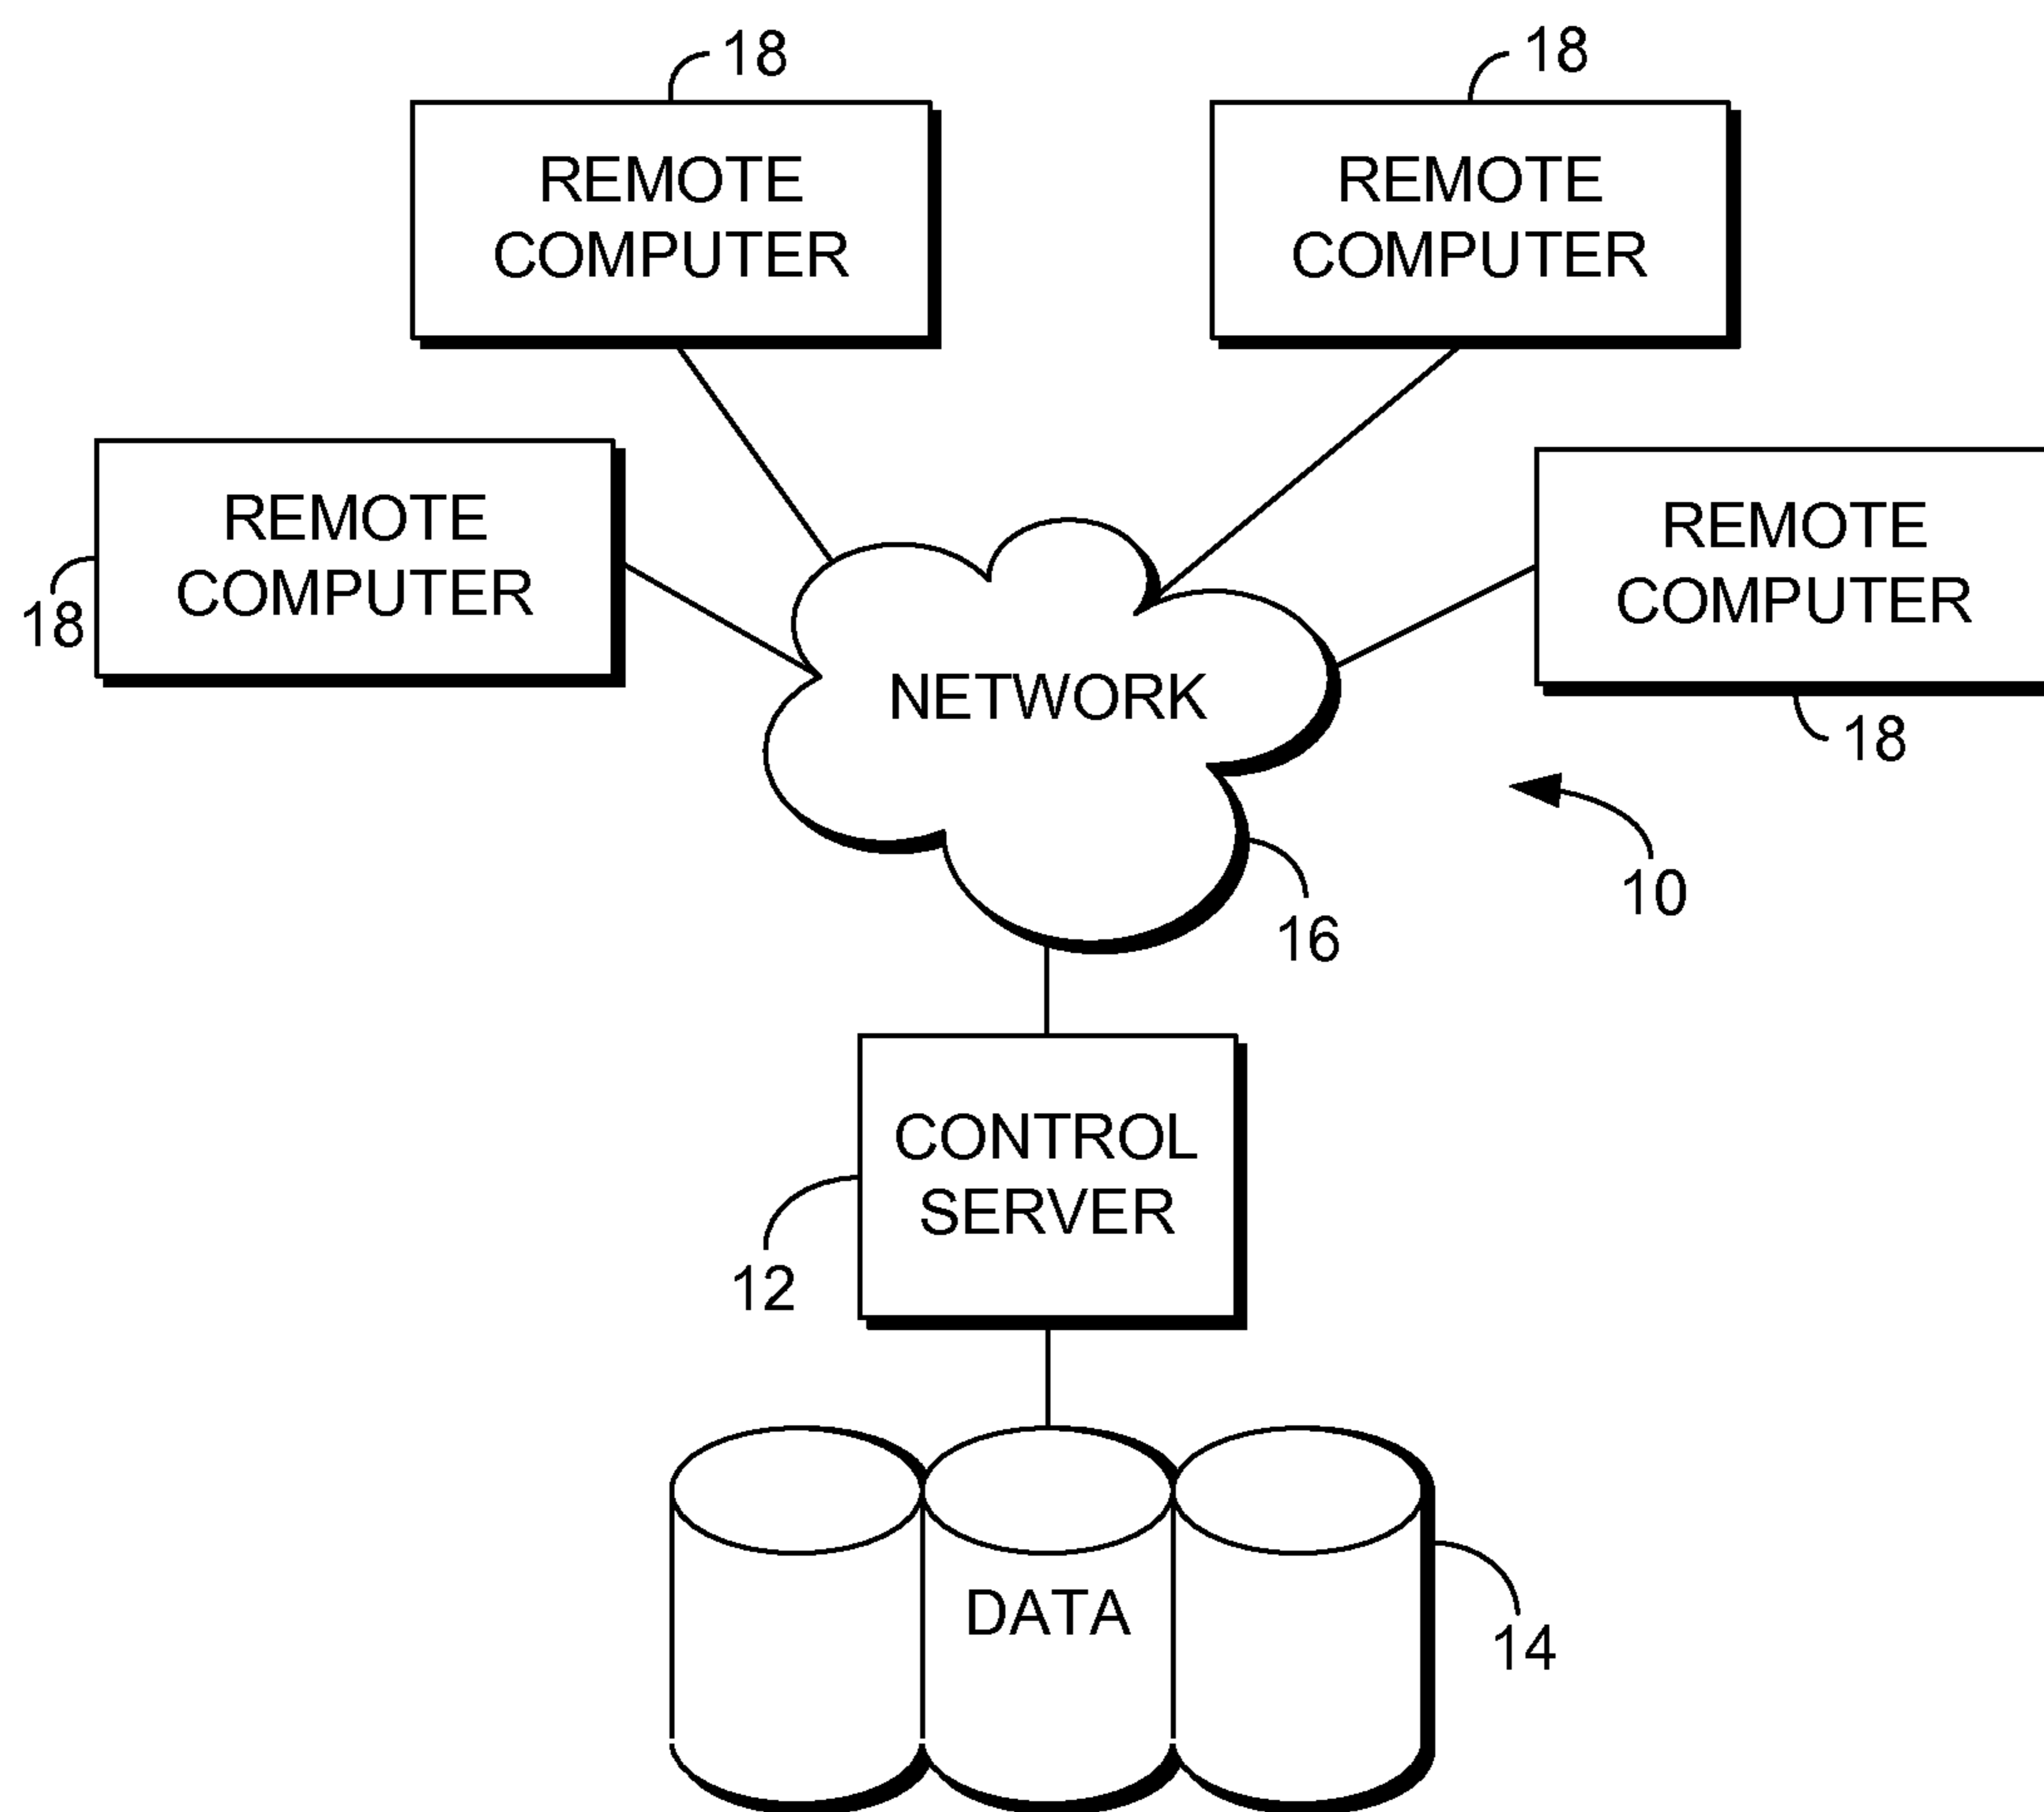 18
18
REMOTE
COMPUTER
REMOTE
COMPUTER
REMOTE
COMPUTER
18
REMOTE
COMPUTER
18
NETWORK
10
16
CONTROL
SERVER
12
DATA
14